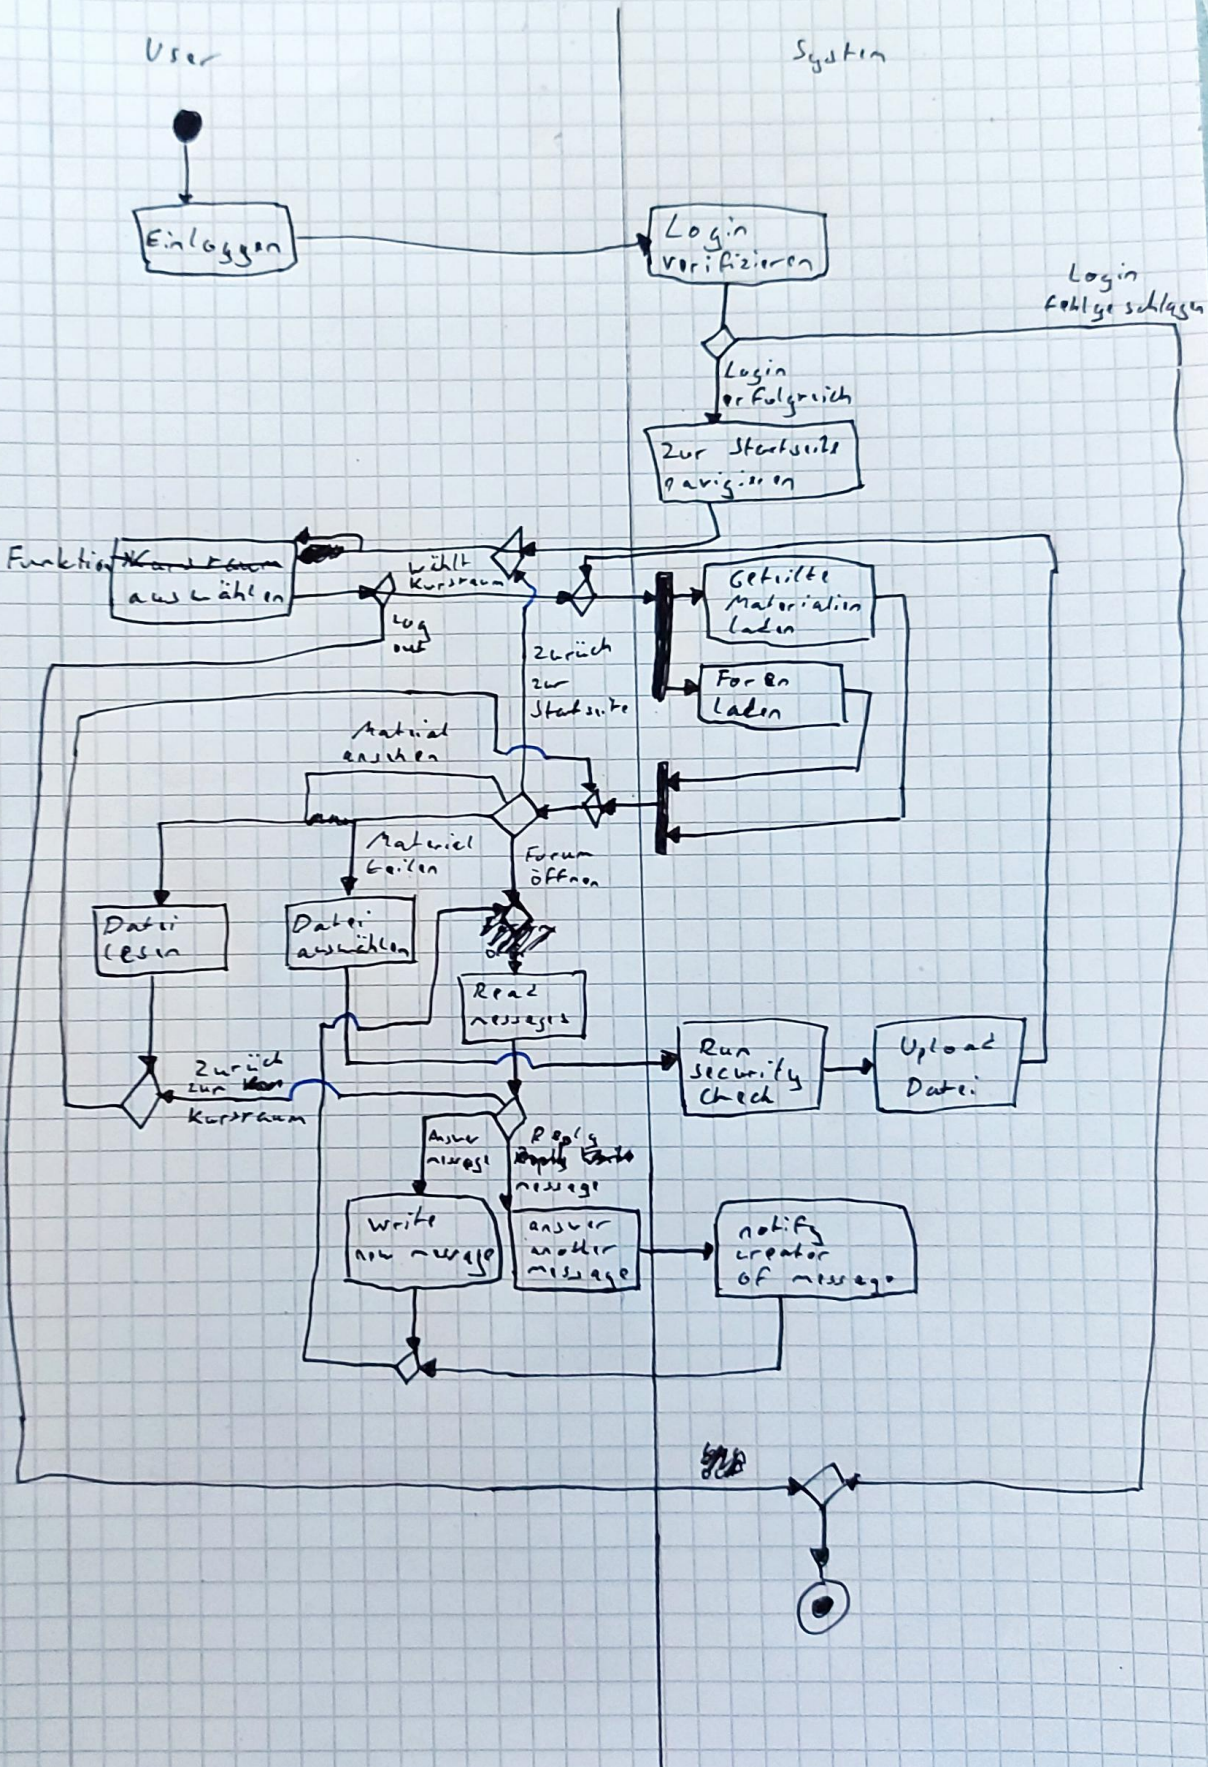 User
System
Einloggen
Login
verifizieren
Login
fehlgeschlagen
Login
erfolgreich
Zur Startseite
navigieren
Funktion Kursraum
auswählen
wählt
Kursraum
Log
out
Geteilte
Materialien
laden
Foren
laden
Zurück
zur
Startseite
Material
ansehen
Material
teilen
Forum
öffnen
Datei
lesen
Datei
auswählen
Read
messages
Run
security
check
Upload
Datei
Zurück
zur
Kursraum
Answer
message
Reply
message
write
new message
answer
another
message
notify
creator
of message